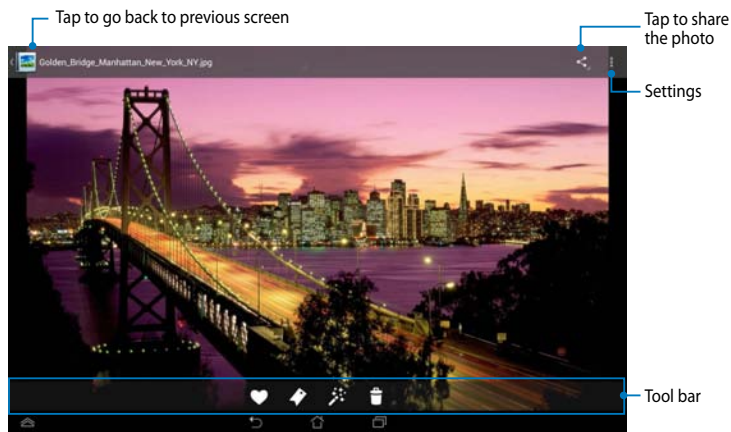 Tap to go back to previous screen
Tap to share
the photo
Golden_Bridge_Manhattan_New_York_NY.jpg
Settings
Tool bar